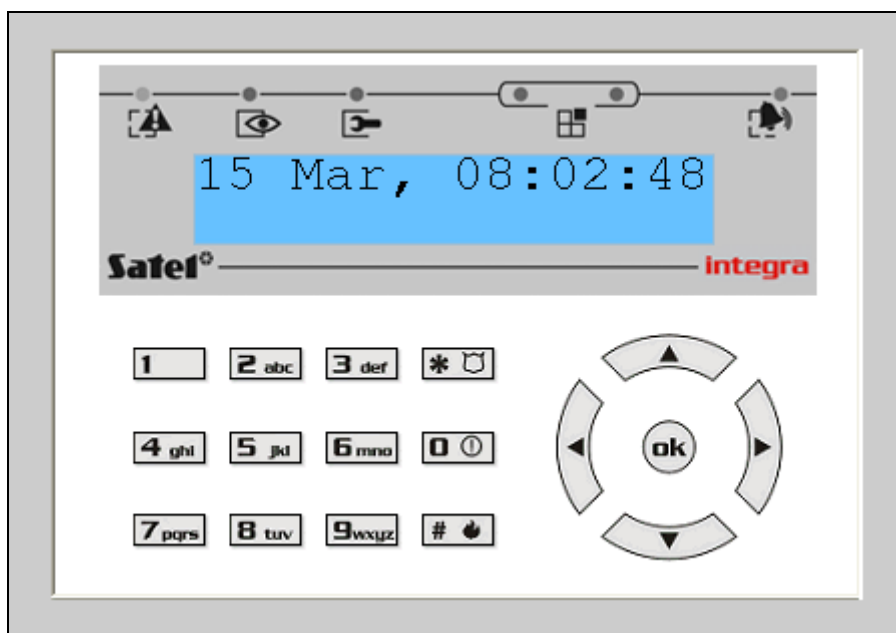 15 Mar, 08:02:48
Satel integra
1 2 abc 3 def *
4 ghi 5 jkl 6 mno 0
7 pqrs 8 tuv 9 wxyz #
ok